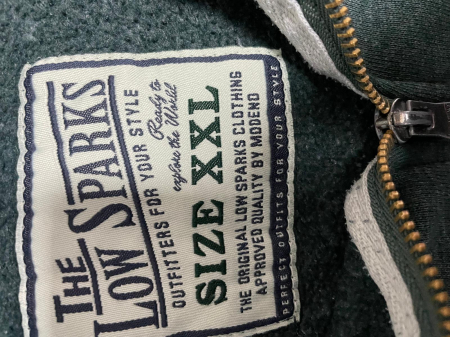 THE
LOW SPARKS
OUTFITTERS FOR YOUR STYLE
Ready to
explore the World
SIZE XXL
THE ORIGINAL LOW SPARKS CLOTHING
APPROVED QUALITY BY MODENO
PERFECT OUTFITS FOR YOUR STYLE